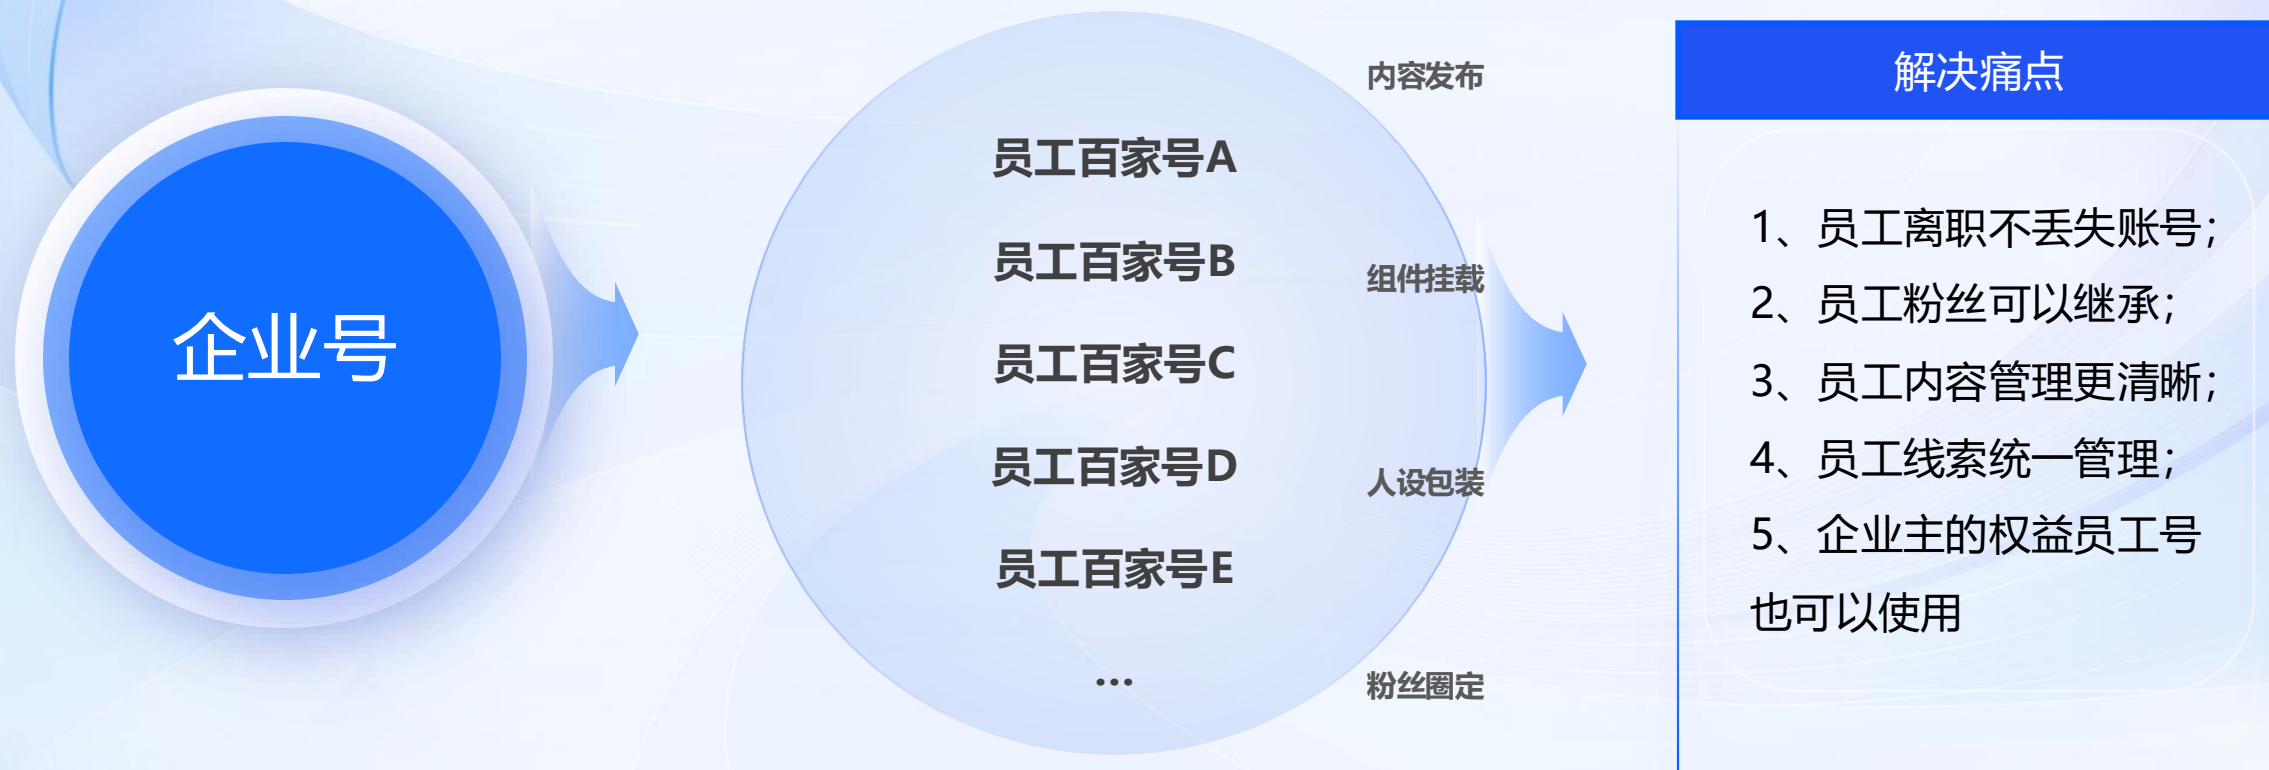 企业号
员工百家号A
员工百家号B
员工百家号C
员工百家号D
员工百家号E
...
内容发布
组件挂载
人设包装
粉丝圈定
解决痛点
1、员工离职不丢失账号；
2、员工粉丝可以继承；
3、员工内容管理更清晰；
4、员工线索统一管理；
5、企业主的权益员工号
也可以使用